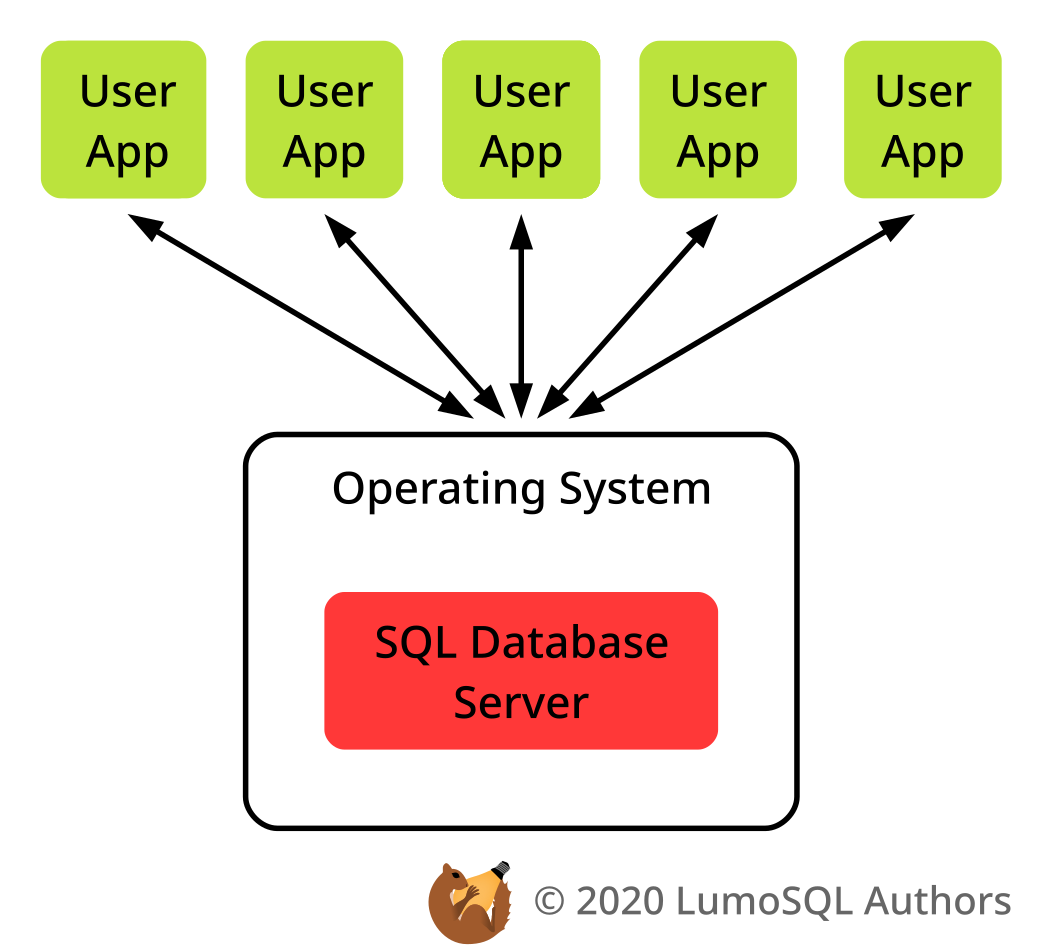 User User User User User
App App App App App
Operating System
SQL Database
Server
© 2020 LumoSQL Authors